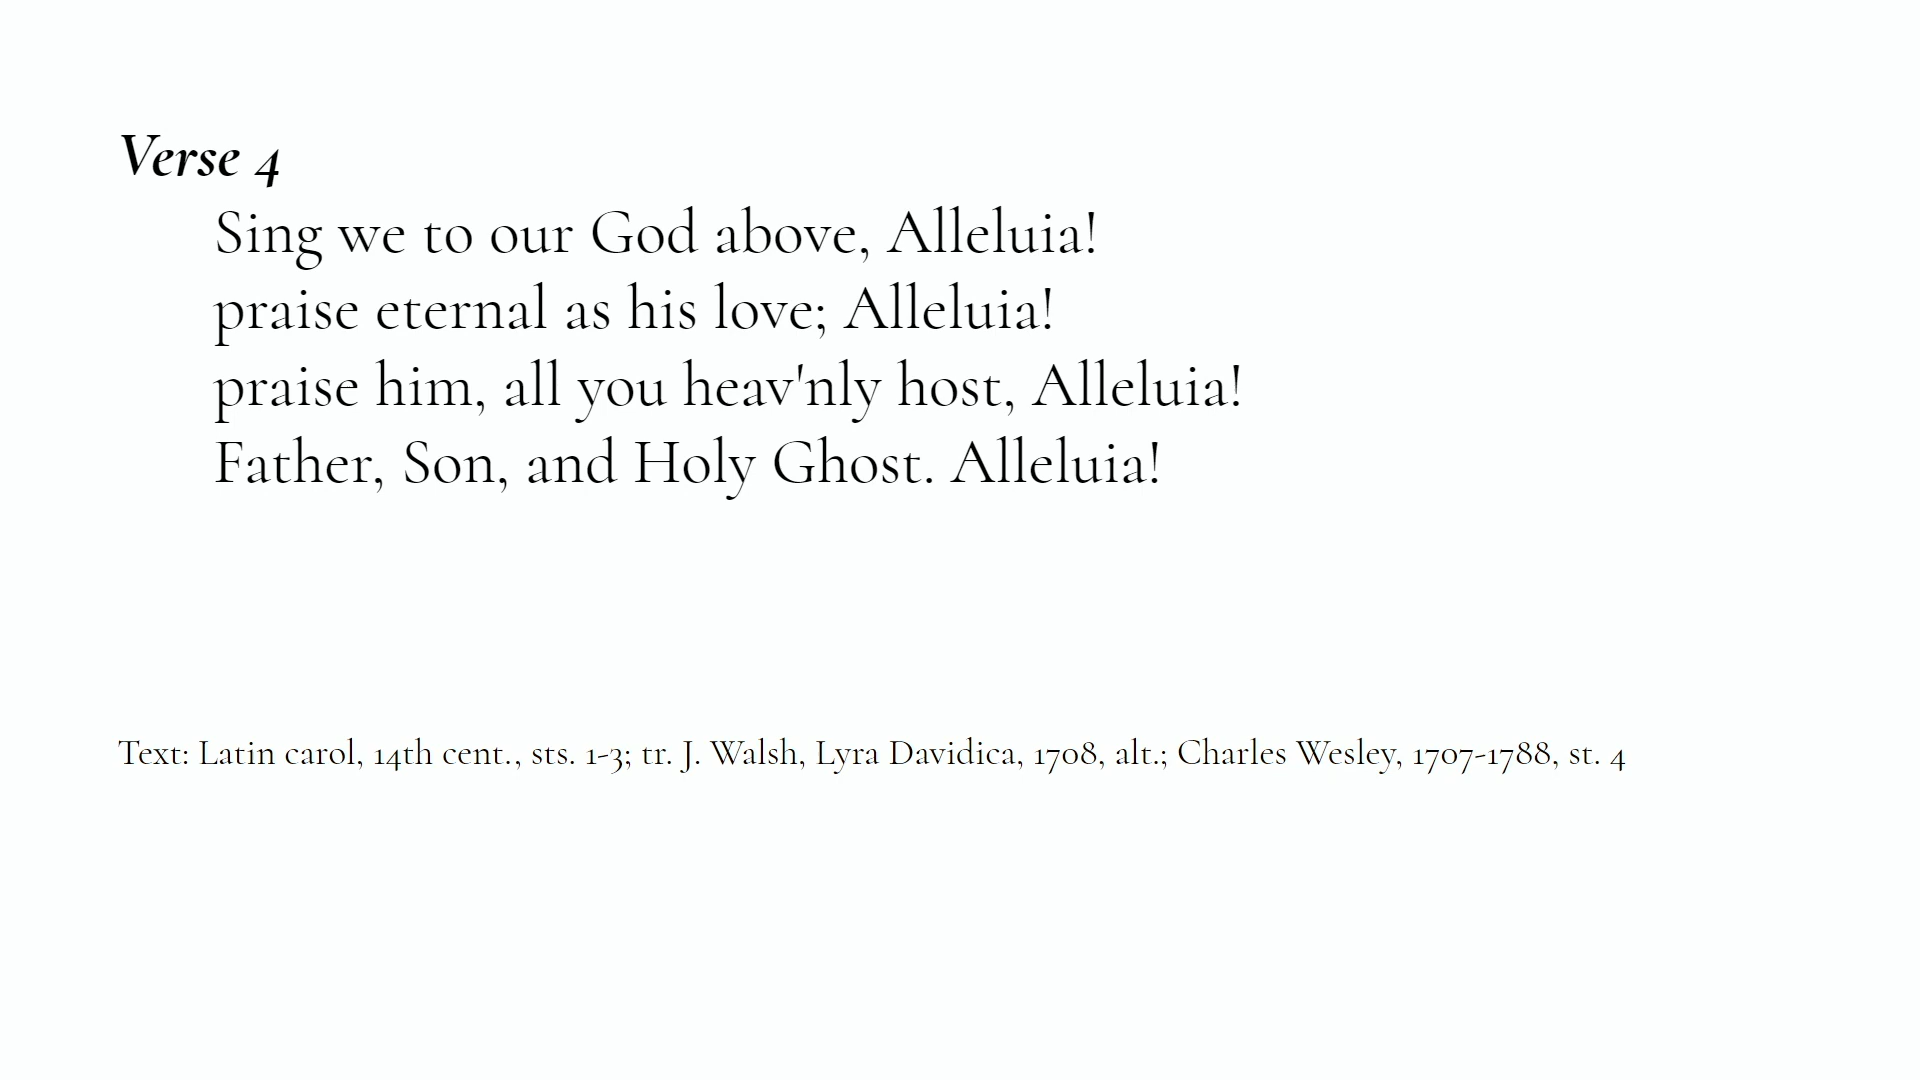 Verse 4
Sing we to our God above, Alleluia!
praise eternal as his love; Alleluia!
praise him, all you heav'nly host, Alleluia!
Father, Son, and Holy Ghost. Alleluia!
Text: Latin carol, 14th cent., sts. 1-3; tr. J. Walsh, Lyra Davidica, 1708, alt.; Charles Wesley, 1707-1788, st. 4